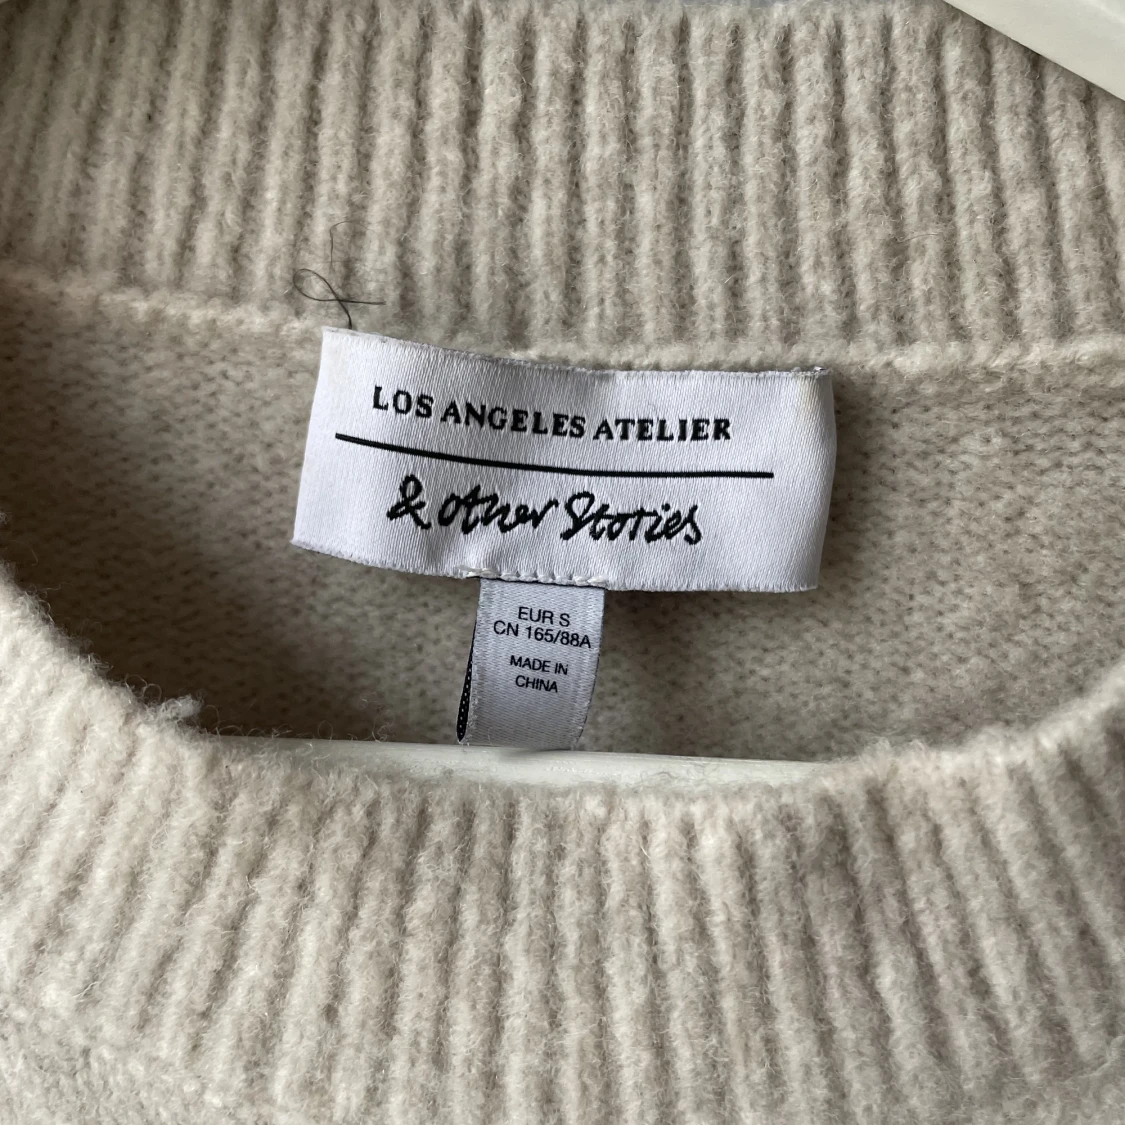 LOS ANGELES ATELIER
& other Stories
EUR S
CN 165/88A
MADE IN
CHINA